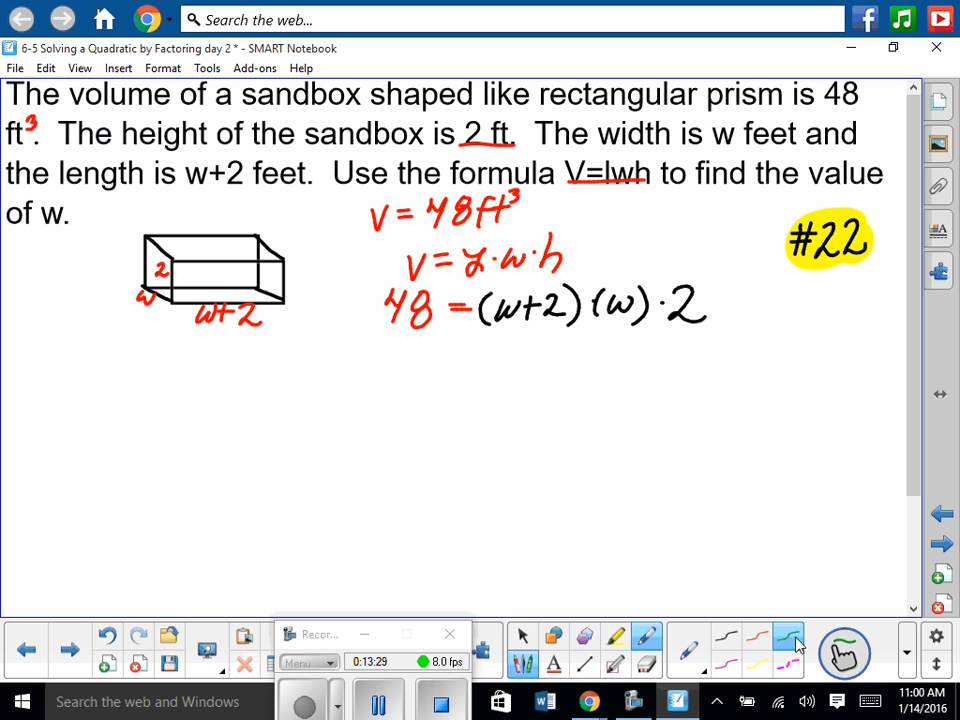 Search the web...
6-5 Solving a Quadratic by Factoring day 2 * - SMART Notebook
File Edit View Insert Format Tools Add-ons Help
The volume of a sandbox shaped like rectangular prism is 48
ft³. The height of the sandbox is 2 ft. The width is w feet and
the length is w+2 feet. Use the formula V=lwh to find the value
of w.
V = 48 ft³
#22
V = l·w·h
2
w
w+2
48 = (w+2)(w)·2
Recor...
Menu
0:13:29
8.0 fps
Search the web and Windows
11:00 AM
1/14/2016